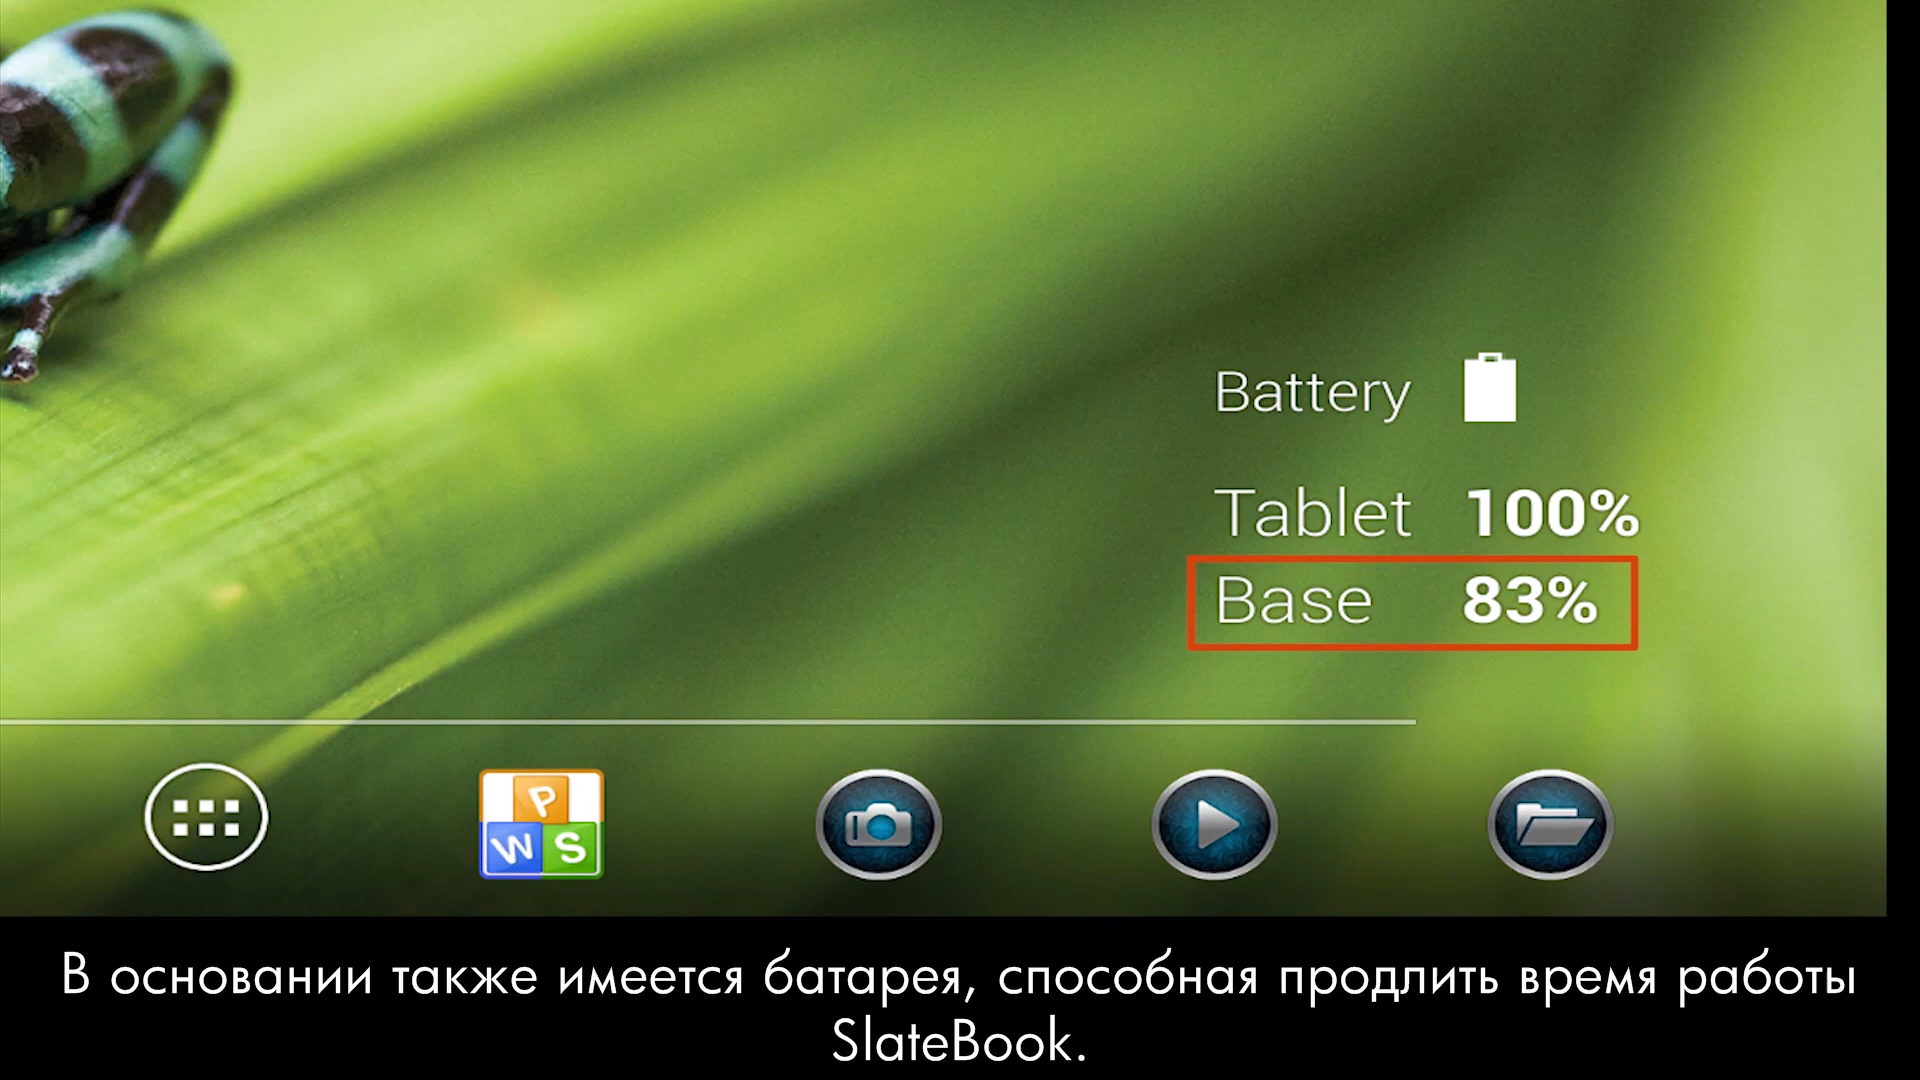 Battery
Tablet 100%
Base 83%
P
W S
В основании также имеется батарея, способная продлить время работы
SlateBook.